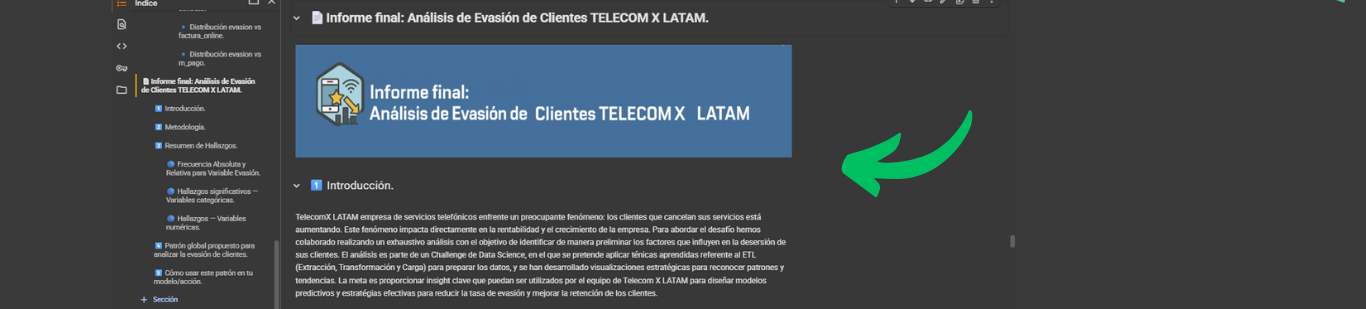 Índice
Distribución evasion vs
factura_online.
Distribución evasion vs
m_pago.
Informe final: Análisis de Evasión
de Clientes TELECOM X LATAM.
1 Introducción.
2 Metodología.
3 Resumen de Hallazgos.
Frecuencia Absoluta y
Relativa para Variable Evasión.
Hallazgos significativos —
Variables categóricas.
Hallazgos — Variables
numéricas.
4 Patrón global propuesto para
analizar la evasión de clientes.
5 Cómo usar este patrón en tu
modelo/acción.
+ Sección
Informe final: Análisis de Evasión de Clientes TELECOM X LATAM.
Informe final:
Análisis de Evasión de Clientes TELECOM X LATAM
1 Introducción.
TelecomX LATAM empresa de servicios telefónicos enfrente un preocupante fenómeno: los clientes que cancelan sus servicios está
aumentando. Este fenómeno impacta directamente en la rentabilidad y el crecimiento de la empresa. Para abordar el desafío hemos
colaborado realizando un exhaustivo análisis con el objetivo de identificar de manera preliminar los factores que influyen en la deserción de
sus clientes. El análisis es parte de un Challenge de Data Science, en el que se pretende aplicar ténicas aprendidas referente al ETL
(Extracción, Transformación y Carga) para preparar los datos, y se han desarrollado visualizaciones estratégicas para reconocer patrones y
tendencias. La meta es proporcionar insight clave que puedan ser utilizados por el equipo de Telecom X LATAM para diseñar modelos
predictivos y estratégias efectivas para reducir la tasa de evasión y mejorar la retención de los clientes.